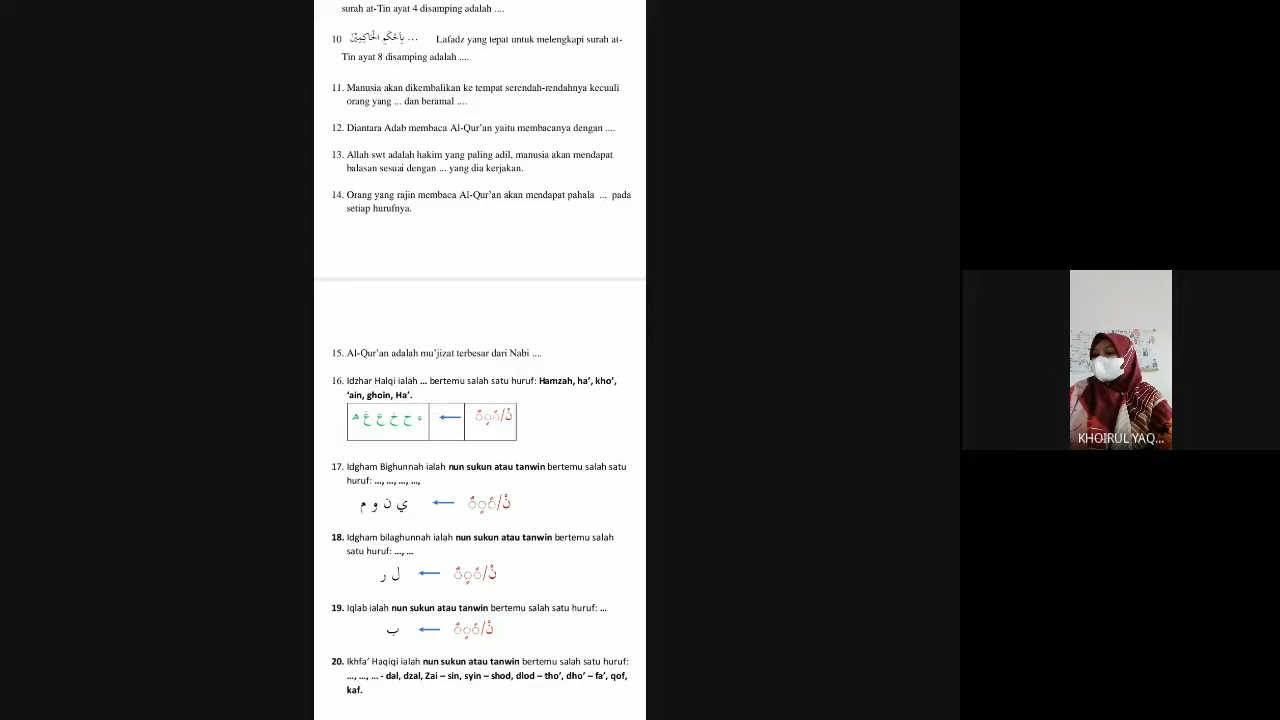 surah at-Tin ayat 4 disamping adalah ....
10 ... بِاَحْكَمِ الْحَاكِمِيْنَ Lafadz yang tepat untuk melengkapi surah at-
Tin ayat 8 disamping adalah ....
11. Manusia akan dikembalikan ke tempat serendah-rendahnya kecuali
orang yang ... dan beramal ....
12. Diantara Adab membaca Al-Qur’an yaitu membacanya dengan ....
13. Allah swt adalah hakim yang paling adil, manusia akan mendapat
balasan sesuai dengan ... yang dia kerjakan.
14. Orang yang rajin membaca Al-Qur’an akan mendapat pahala ... pada
setiap hurufnya.
15. Al-Qur’an adalah mu’jizat terbesar dari Nabi ....
16. Idzhar Halqi ialah ... bertemu salah satu huruf: Hamzah, ha’, kho’,
‘ain, ghoin, Ha’.
نْ/ ـًـٍـٌ ← ء ح خ ع غ ه
17. Idgham Bighunnah ialah nun sukun atau tanwin bertemu salah satu
huruf: ..., ..., ..., ...,
نْ/ ـًـٍـٌ ← ي ن و م
18. Idgham bilaghunnah ialah nun sukun atau tanwin bertemu salah
satu huruf: ..., ...
نْ/ ـًـٍـٌ ← ل ر
19. Iqlab ialah nun sukun atau tanwin bertemu salah satu huruf: ...
نْ/ ـًـٍـٌ ← ب
20. Ikhfa’ Haqiqi ialah nun sukun atau tanwin bertemu salah satu huruf:
..., ..., ... - dal, dzal, Zai – sin, syin – shod, dlod – tho’, dho’ – fa’, qof,
kaf.
KHOIRUL YAQ...